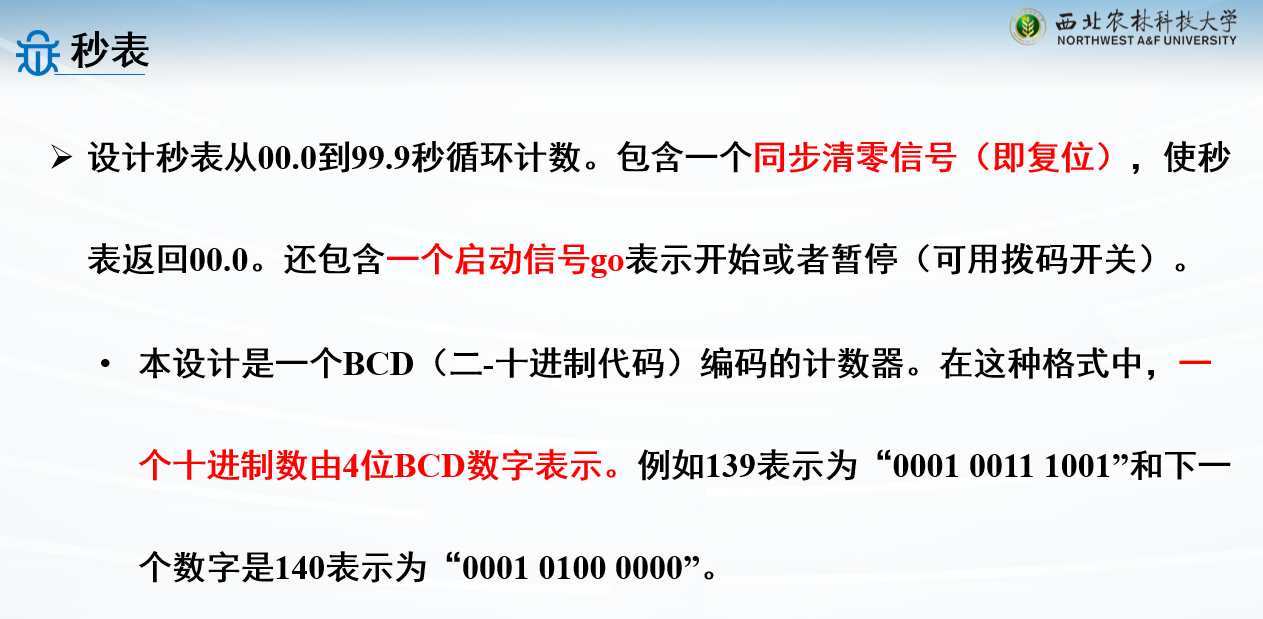 秒表
西北农林科技大学
NORTHWEST A&F UNIVERSITY
设计秒表从00.0到99.9秒循环计数。包含一个同步清零信号（即复位），使秒
表返回00.0。还包含一个启动信号go表示开始或者暂停（可用拨码开关）。
本设计是一个BCD（二-十进制代码）编码的计数器。在这种格式中，一
个十进制数由4位BCD数字表示。例如139表示为“0001 0011 1001”和下一
个数字是140表示为“0001 0100 0000”。